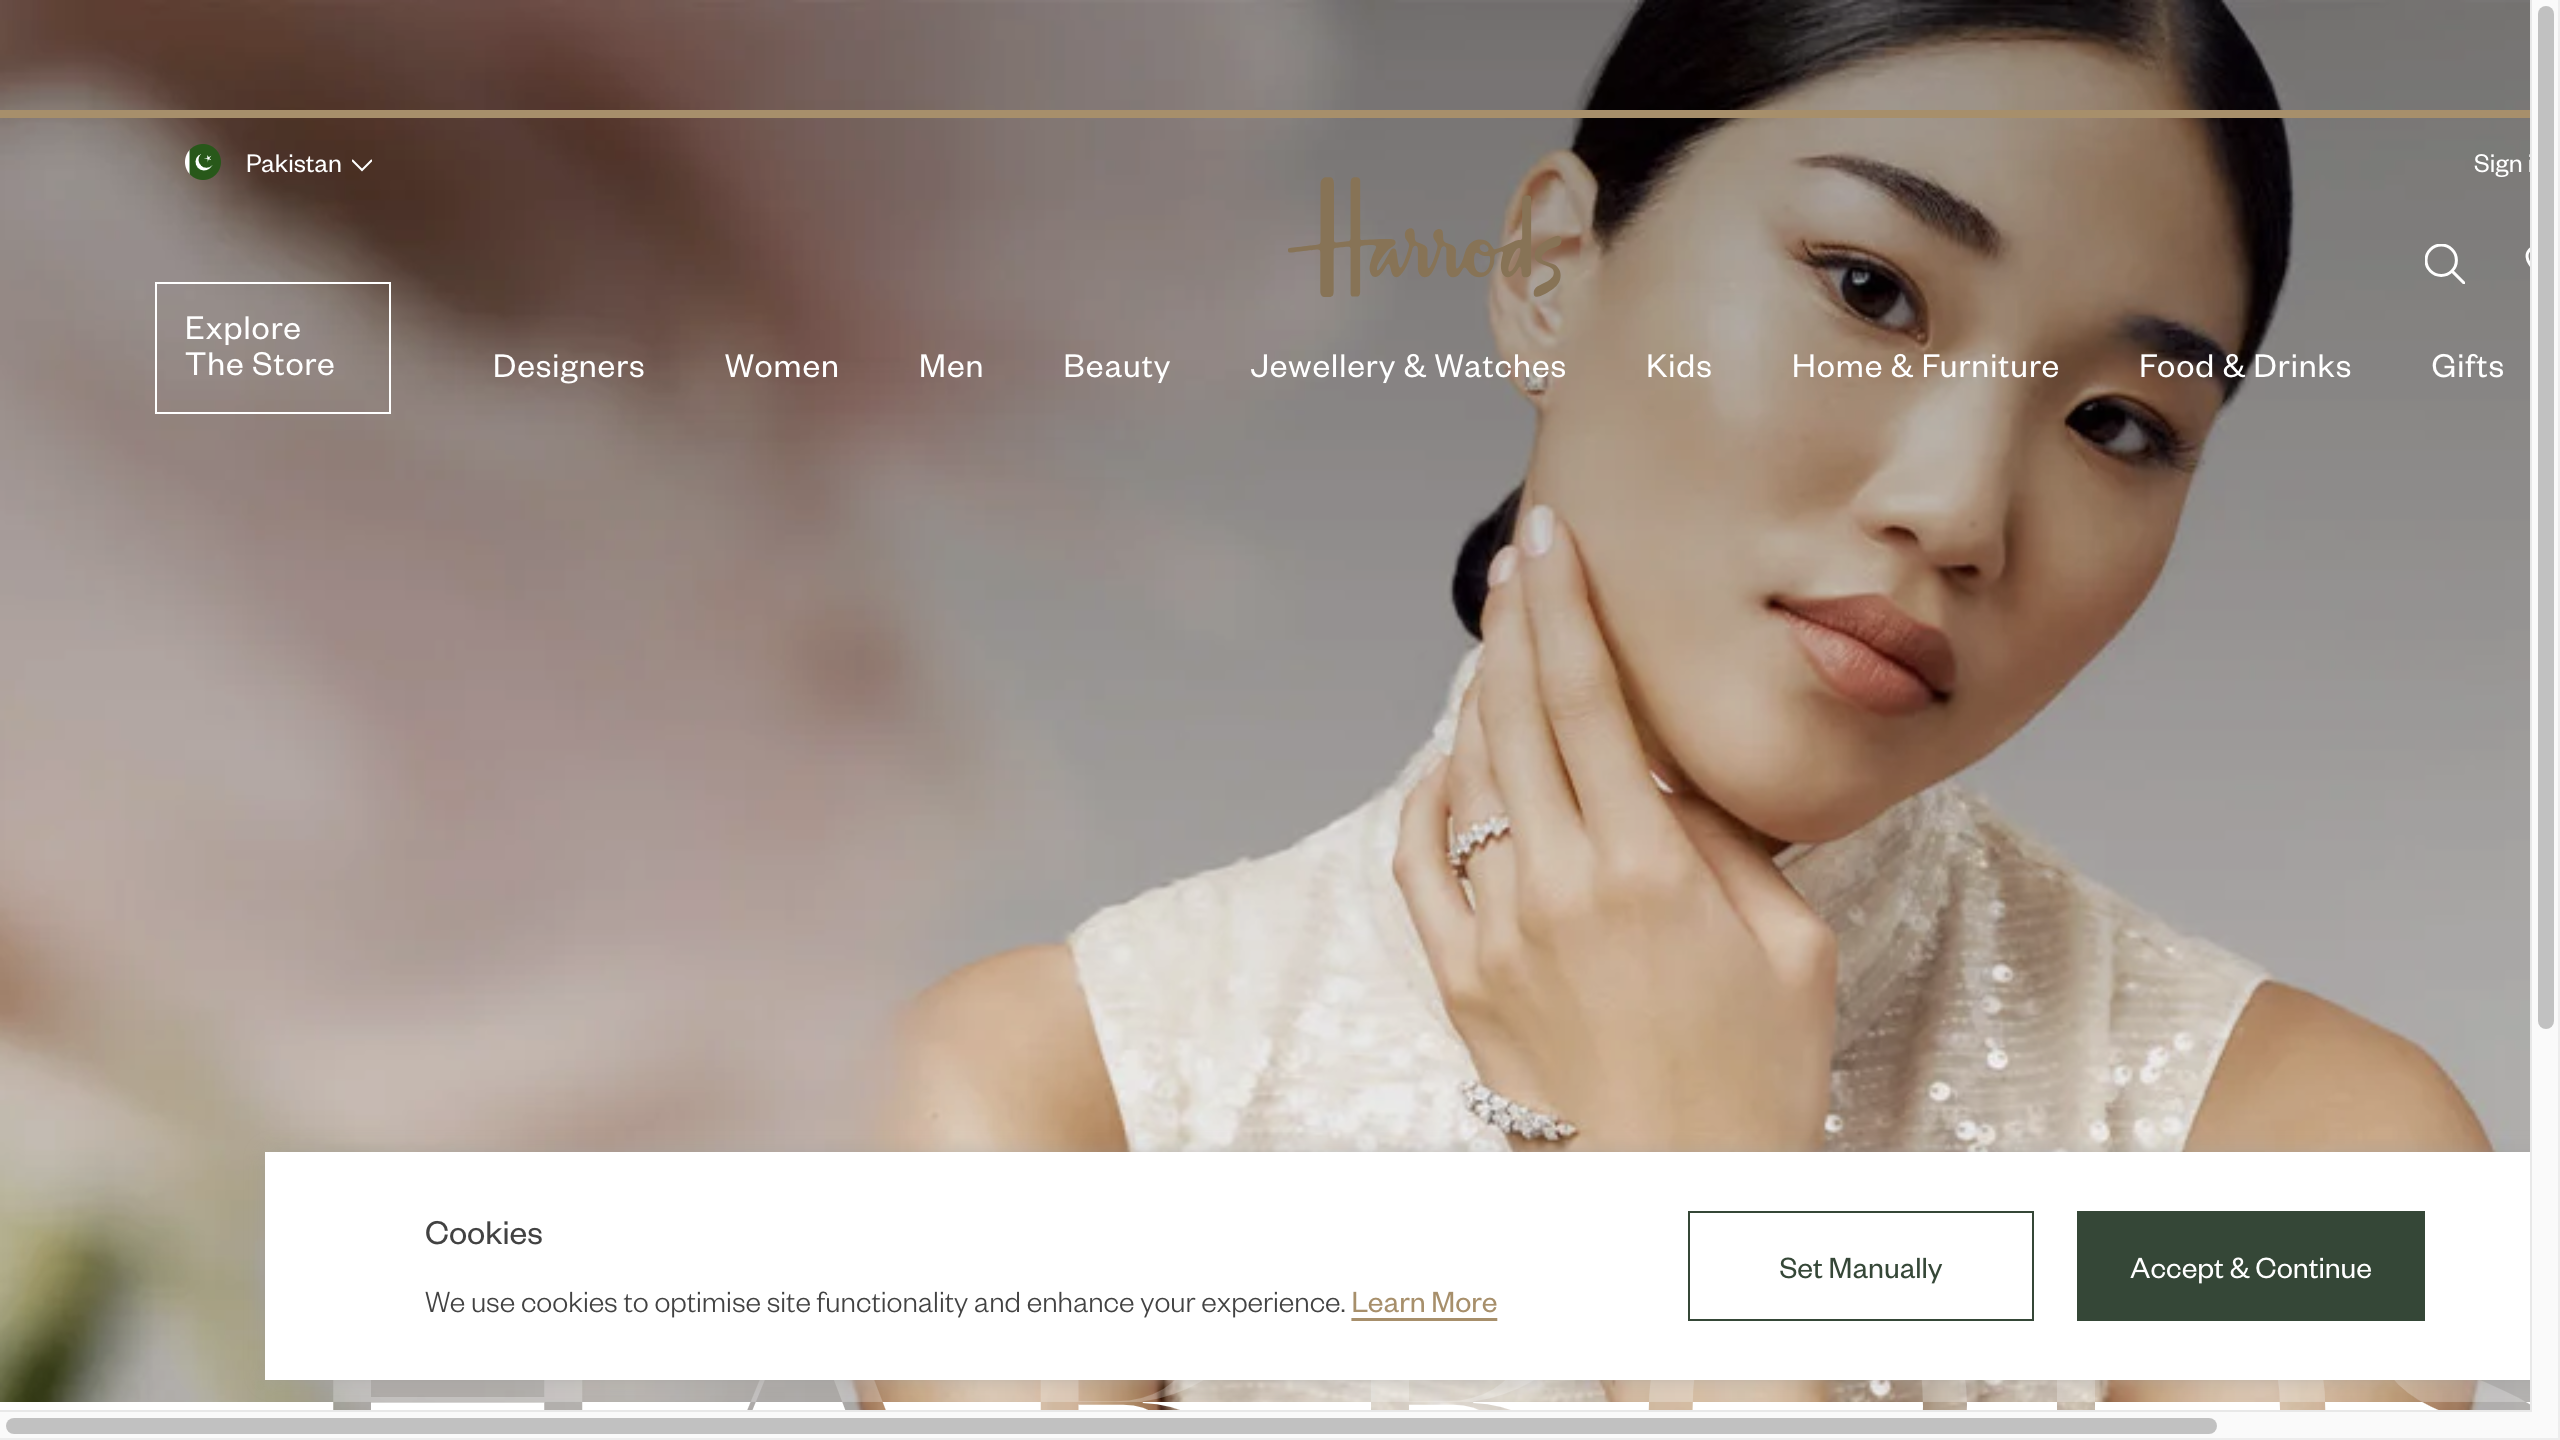 Pakistan
Sign
Harrods
Explore
The Store
Designers
Women
Men
Beauty
Jewellery & Watches
Kids
Home & Furniture
Food & Drinks
Gifts
Cookies
We use cookies to optimise site functionality and enhance your experience. Learn More
Set Manually
Accept & Continue